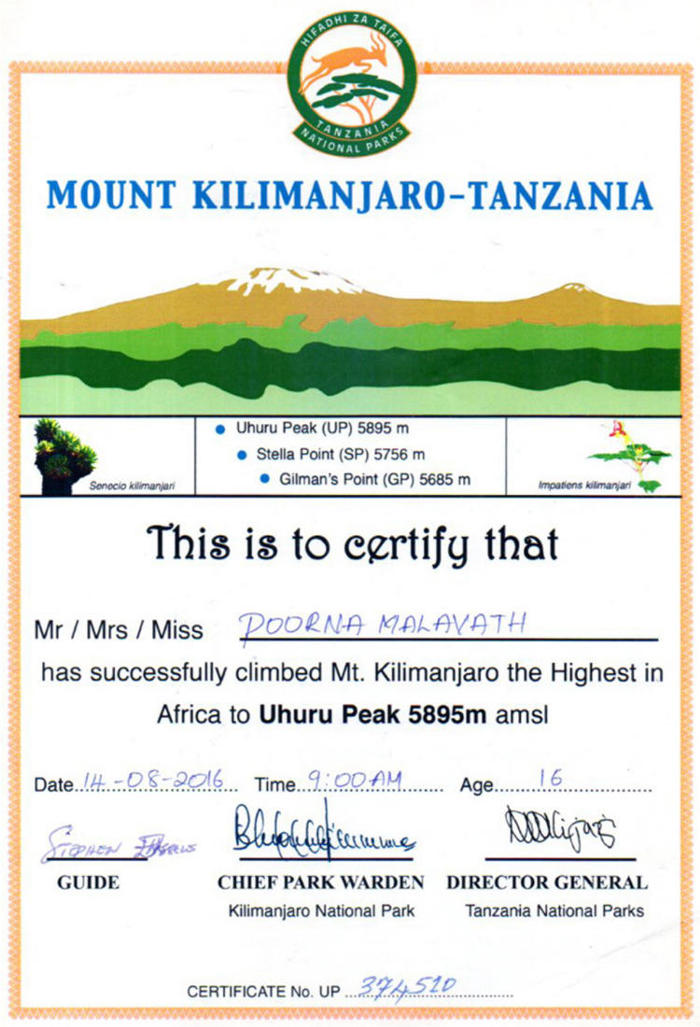 HIFADHI ZA TAIFA
TANZANIA
NATIONAL PARKS
MOUNT KILIMANJARO-TANZANIA
Uhuru Peak (UP) 5895 m
Stella Point (SP) 5756 m
Gilman's Point (GP) 5685 m
Senecio kilimanjari
Impatiens kilimanjari
This is to certify that
Mr / Mrs / Miss POORNA MALAVATH
has successfully climbed Mt. Kilimanjaro the Highest in
Africa to Uhuru Peak 5895m amsl
Date 14-08-2016 Time 9:00AM Age 16
STEPHEN
GUIDE CHIEF PARK WARDEN DIRECTOR GENERAL
Kilimanjaro National Park Tanzania National Parks
CERTIFICATE No. UP 374510